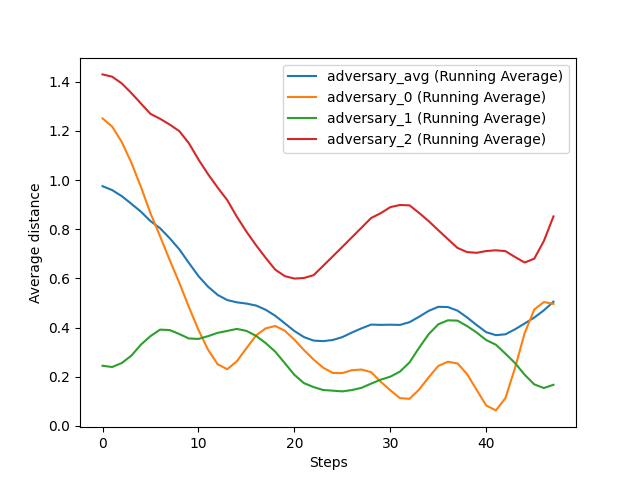 adversary_avg (Running Average)
adversary_0 (Running Average)
adversary_1 (Running Average)
adversary_2 (Running Average)
1.4
1.2
1.0
0.8
0.6
0.4
0.2
0.0
Average distance
0 10 20 30 40
Steps